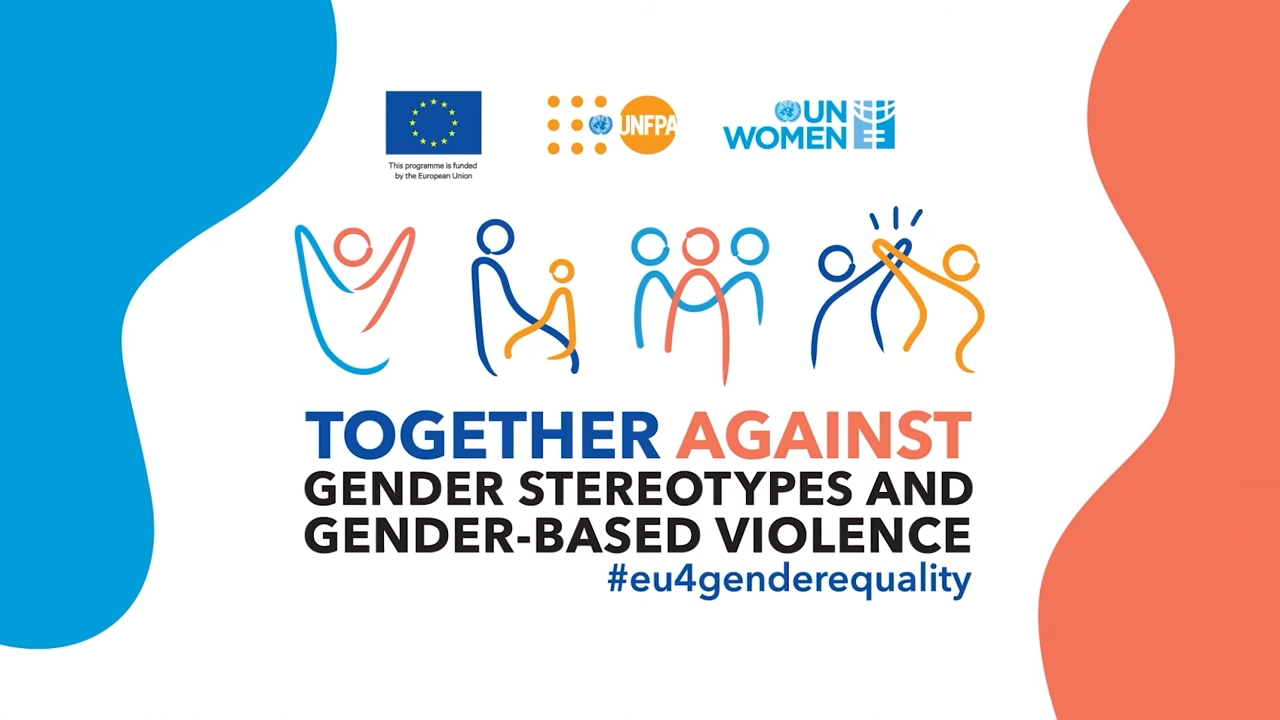 This programme is funded
by the European Union
UNFPA
UN
WOMEN
TOGETHER AGAINST
GENDER STEREOTYPES AND
GENDER-BASED VIOLENCE
#eu4genderequality